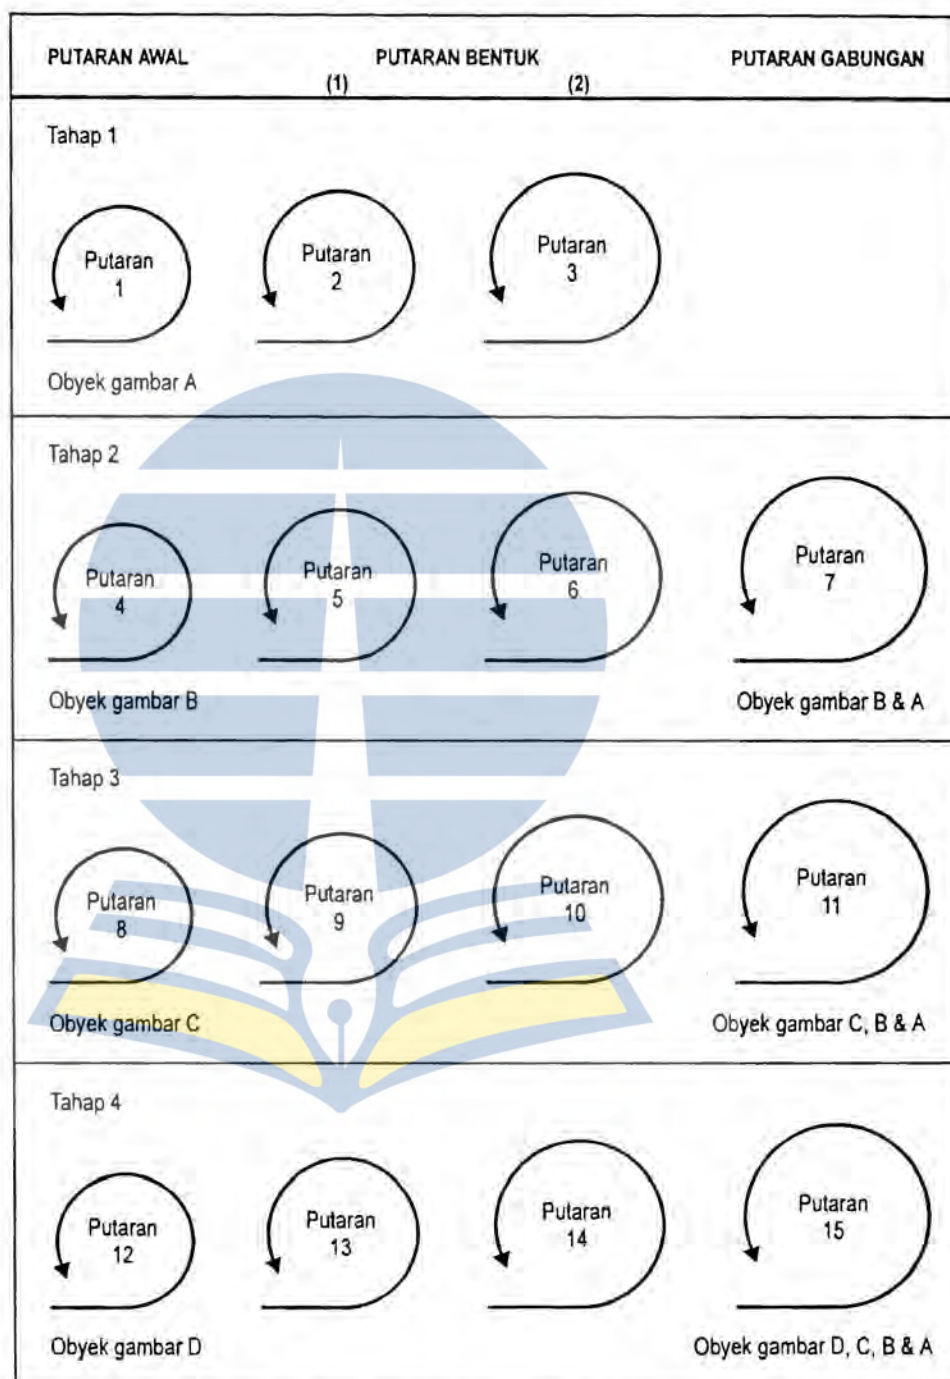 PUTARAN AWAL PUTARAN BENTUK PUTARAN GABUNGAN
(1) (2)
Tahap 1
Putaran 1
Putaran 2
Putaran 3
Obyek gambar A
Tahap 2
Putaran 4
Putaran 5
Putaran 6
Putaran 7
Obyek gambar B Obyek gambar B & A
Tahap 3
Putaran 8
Putaran 9
Putaran 10
Putaran 11
Obyek gambar C Obyek gambar C, B & A
Tahap 4
Putaran 12
Putaran 13
Putaran 14
Putaran 15
Obyek gambar D Obyek gambar D, C, B & A